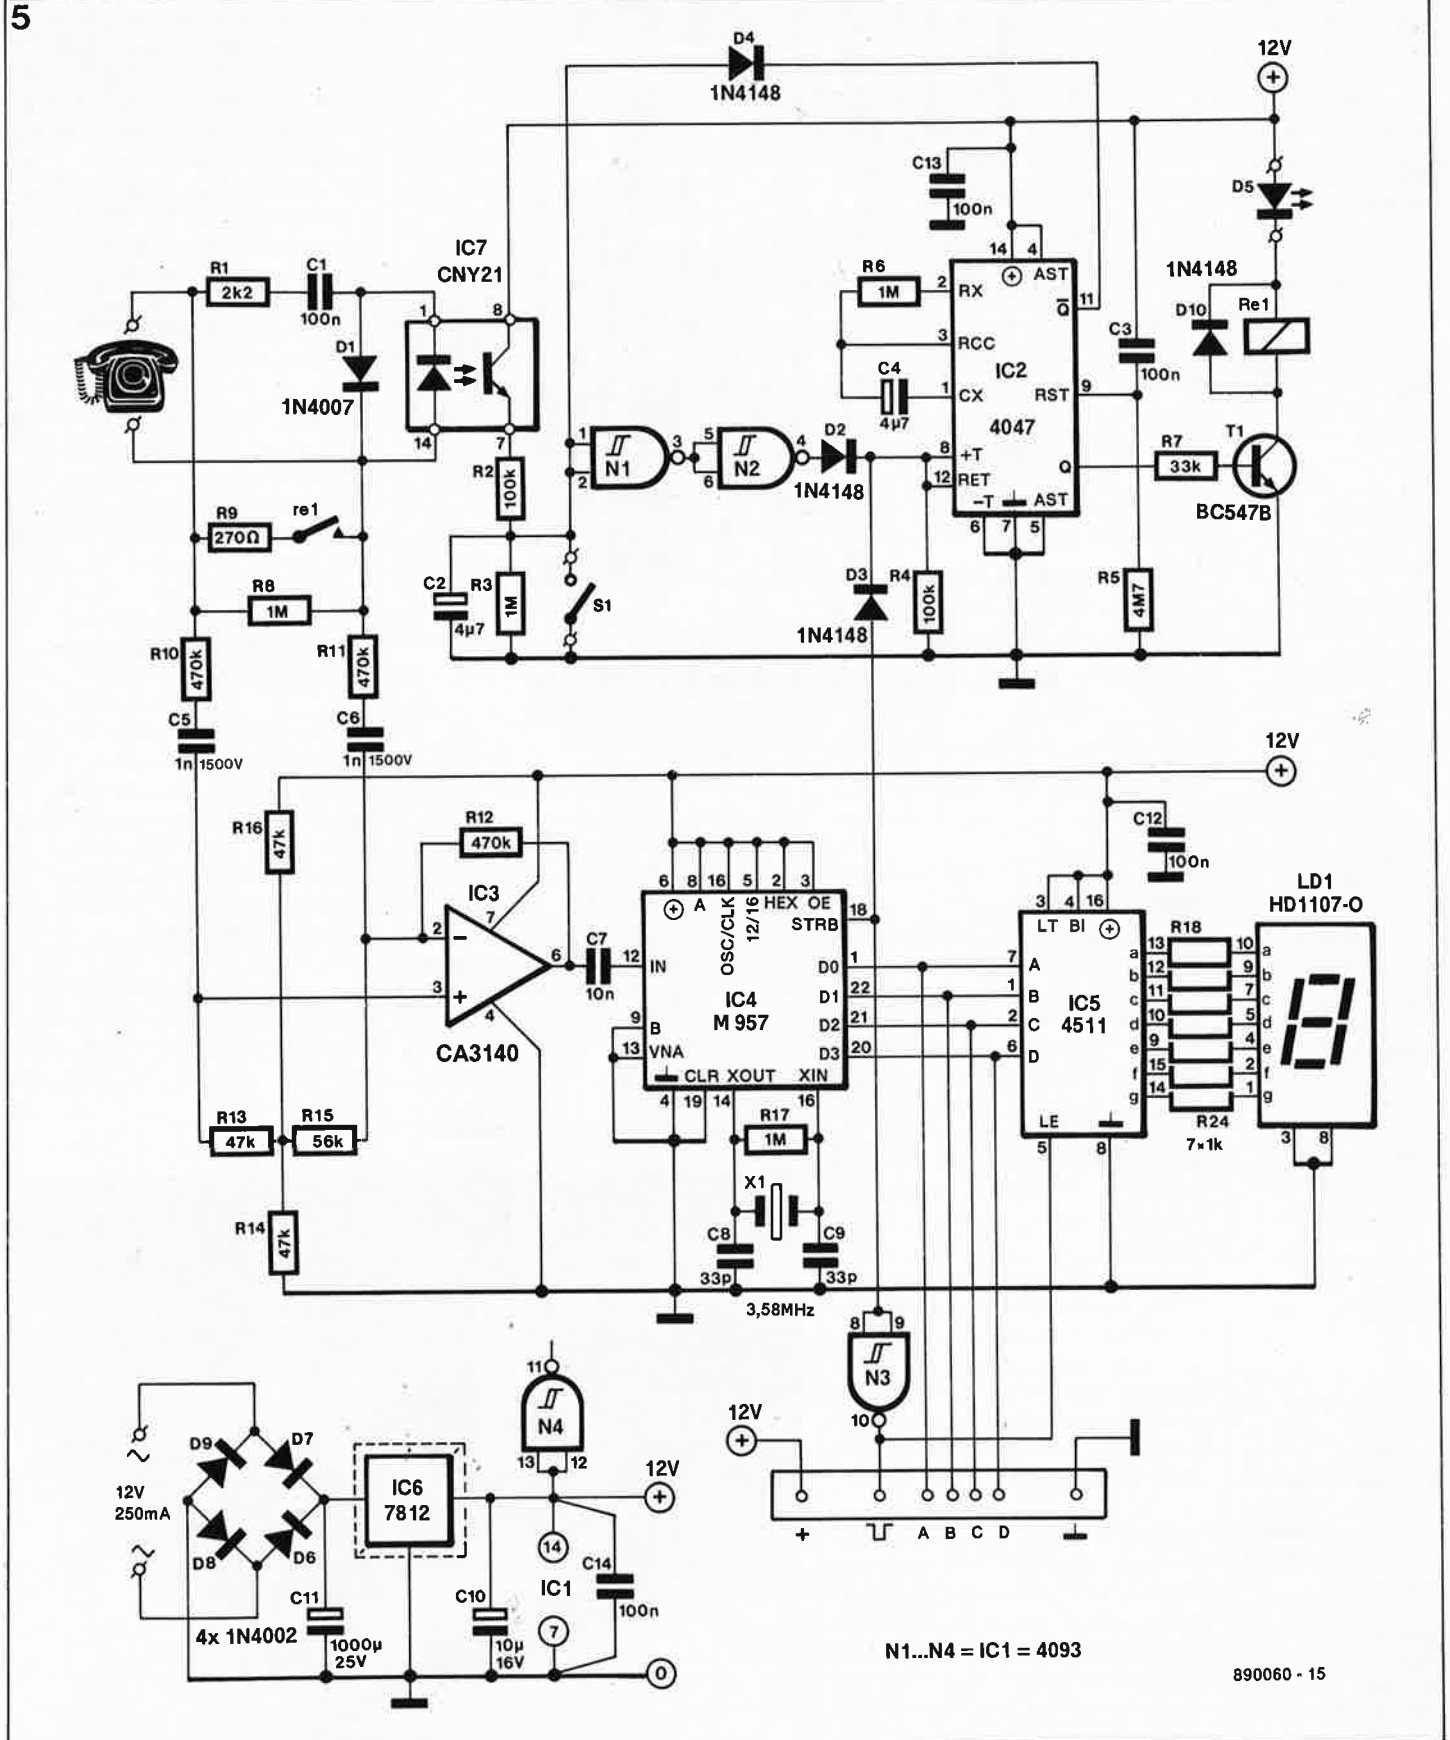 5
D4
1N4148
12V
C13
100n
D5
IC7
CNY21
R1
2k2
C1
100n
D1
1N4007
1
8
14
7
R6
1M
2
RX
3
RCC
C4
4µ7
1
CX
14
4
AST
Q̅
11
IC2
4047
RST
9
8
+T
12
RET
Q
-T
AST
6
7
5
C3
100n
1N4148
D10
Re1
R7
33k
T1
BC547B
1
2
N1
3
5
6
N2
4
D2
1N4148
R2
100k
C2
4µ7
R3
1M
S1
D3
1N4148
R4
100k
R5
4M7
R9
270Ω
re1
R8
1M
R10
470k
R11
470k
C5
1n 1500V
C6
1n 1500V
12V
R16
47k
R12
470k
IC3
2
7
3
4
6
CA3140
C7
10n
R13
47k
R15
56k
R14
47k
6
8
16
5
2
3
A
OSC/CLK
12/16
HEX
OE
STRB
18
12
IN
IC4
M 957
D0
1
D1
22
D2
21
D3
20
9
B
13
VNA
CLR
XOUT
XIN
4
19
14
16
R17
1M
X1
C8
33p
C9
33p
3,58MHz
C12
100n
3
4
16
LT
BI
7
A
1
B
2
C
6
D
IC5
4511
a
13
b
12
c
11
d
10
e
9
f
15
g
14
LE
5
8
R18
R24
7×1k
LD1
HD1107-O
10
a
9
b
7
c
5
d
4
e
2
f
1
g
3
8
8
9
N3
10
12V
+
A
B
C
D
11
N4
13
12
D9
D7
D8
D6
12V
250mA
4x 1N4002
IC6
7812
C11
1000µ
25V
C10
10µ
16V
12V
14
IC1
7
C14
100n
0
N1...N4 = IC1 = 4093
890060 - 15